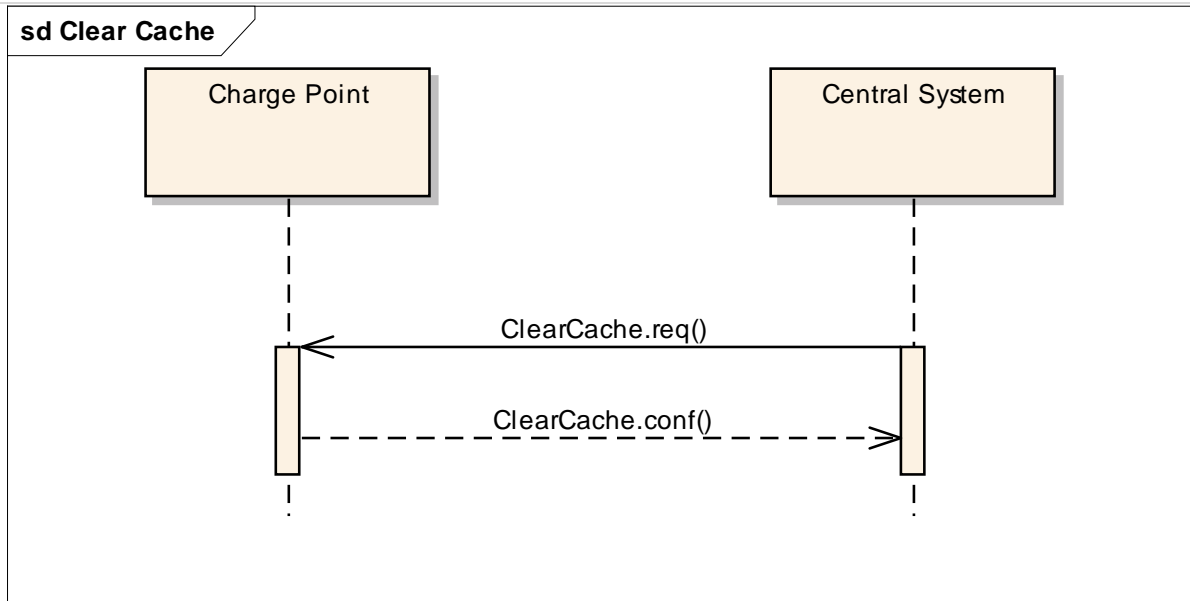 sd Clear Cache
Charge Point
Central System
ClearCache.req()
ClearCache.conf()